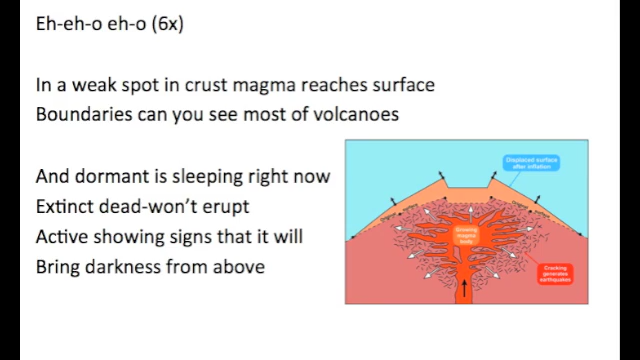 Eh-eh-o eh-o (6x)
In a weak spot in crust magma reaches surface
Boundaries can you see most of volcanoes
And dormant is sleeping right now
Extinct dead-won't erupt
Active showing signs that it will
Bring darkness from above
Displaced surface
after inflation
Growing
magma
body
Cracking
generates
earthquakes